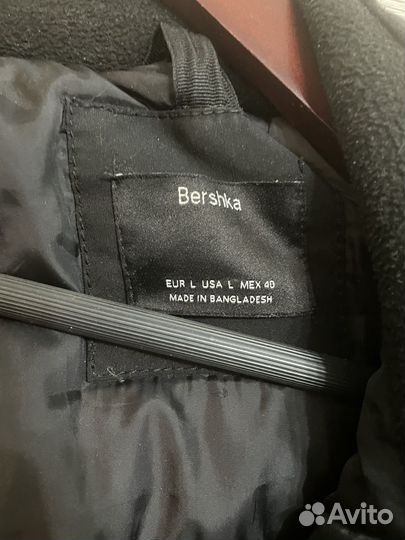 Bershka
EUR L USA L MEX 40
MADE IN BANGLADESH
Avito